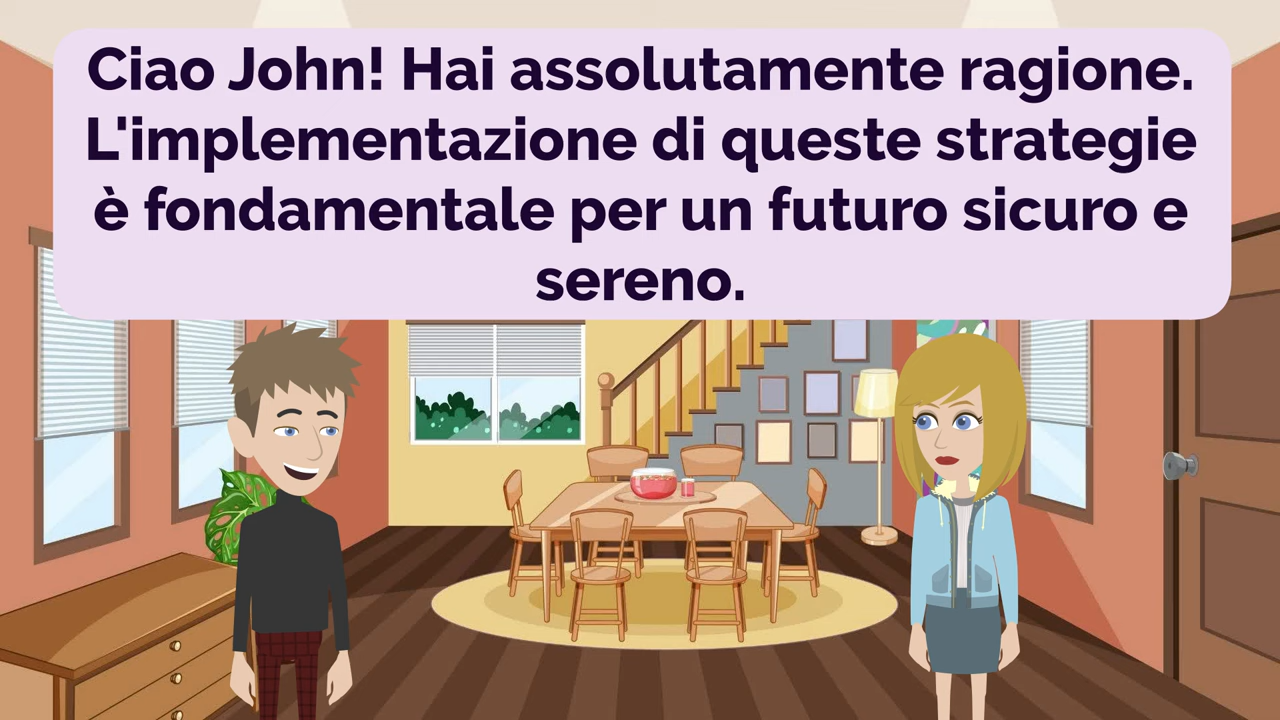 Ciao John! Hai assolutamente ragione.
L'implementazione di queste strategie
è fondamentale per un futuro sicuro e
sereno.